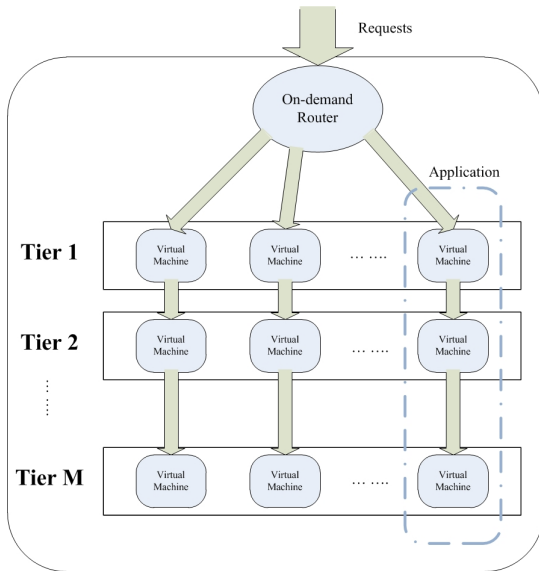 Requests
On-demand
Router
Application
Tier 1
Virtual
Machine
Virtual
Machine
... ....
Virtual
Machine
Tier 2
Virtual
Machine
Virtual
Machine
... ....
Virtual
Machine
... ...
Tier M
Virtual
Machine
Virtual
Machine
... ....
Virtual
Machine